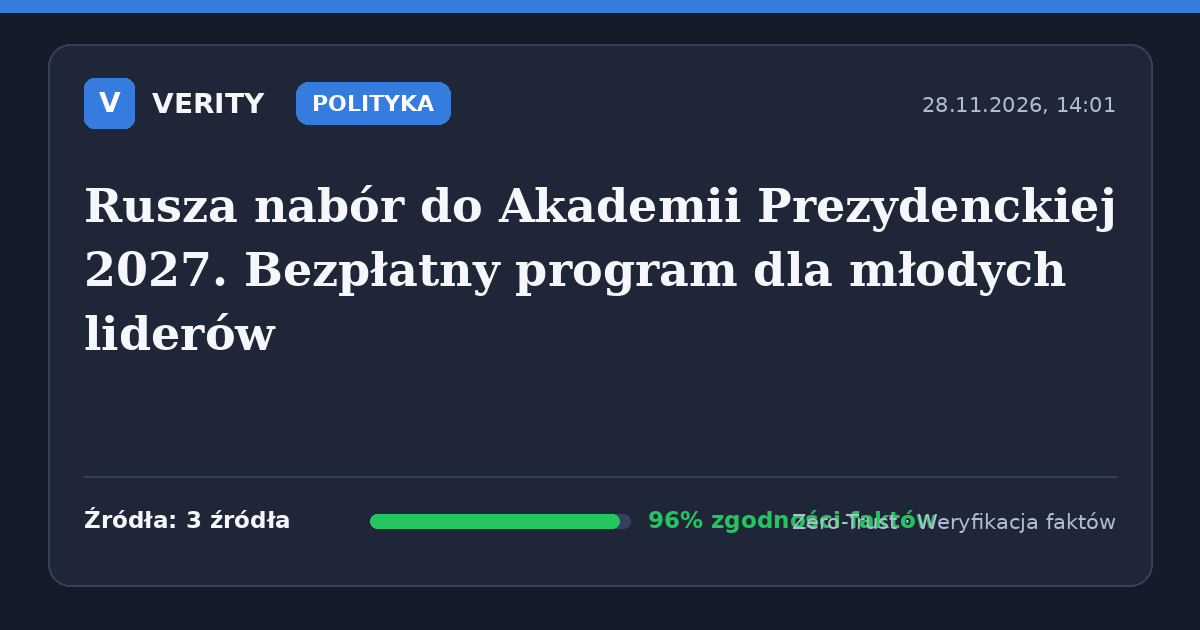 V VERITY POLITYKA 28.11.2026, 14:01
Rusza nabór do Akademii Prezydenckiej
2027. Bezpłatny program dla młodych
liderów
Źródła: 3 źródła 96% zgodności faktów Zero-Trust · Weryfikacja faktów